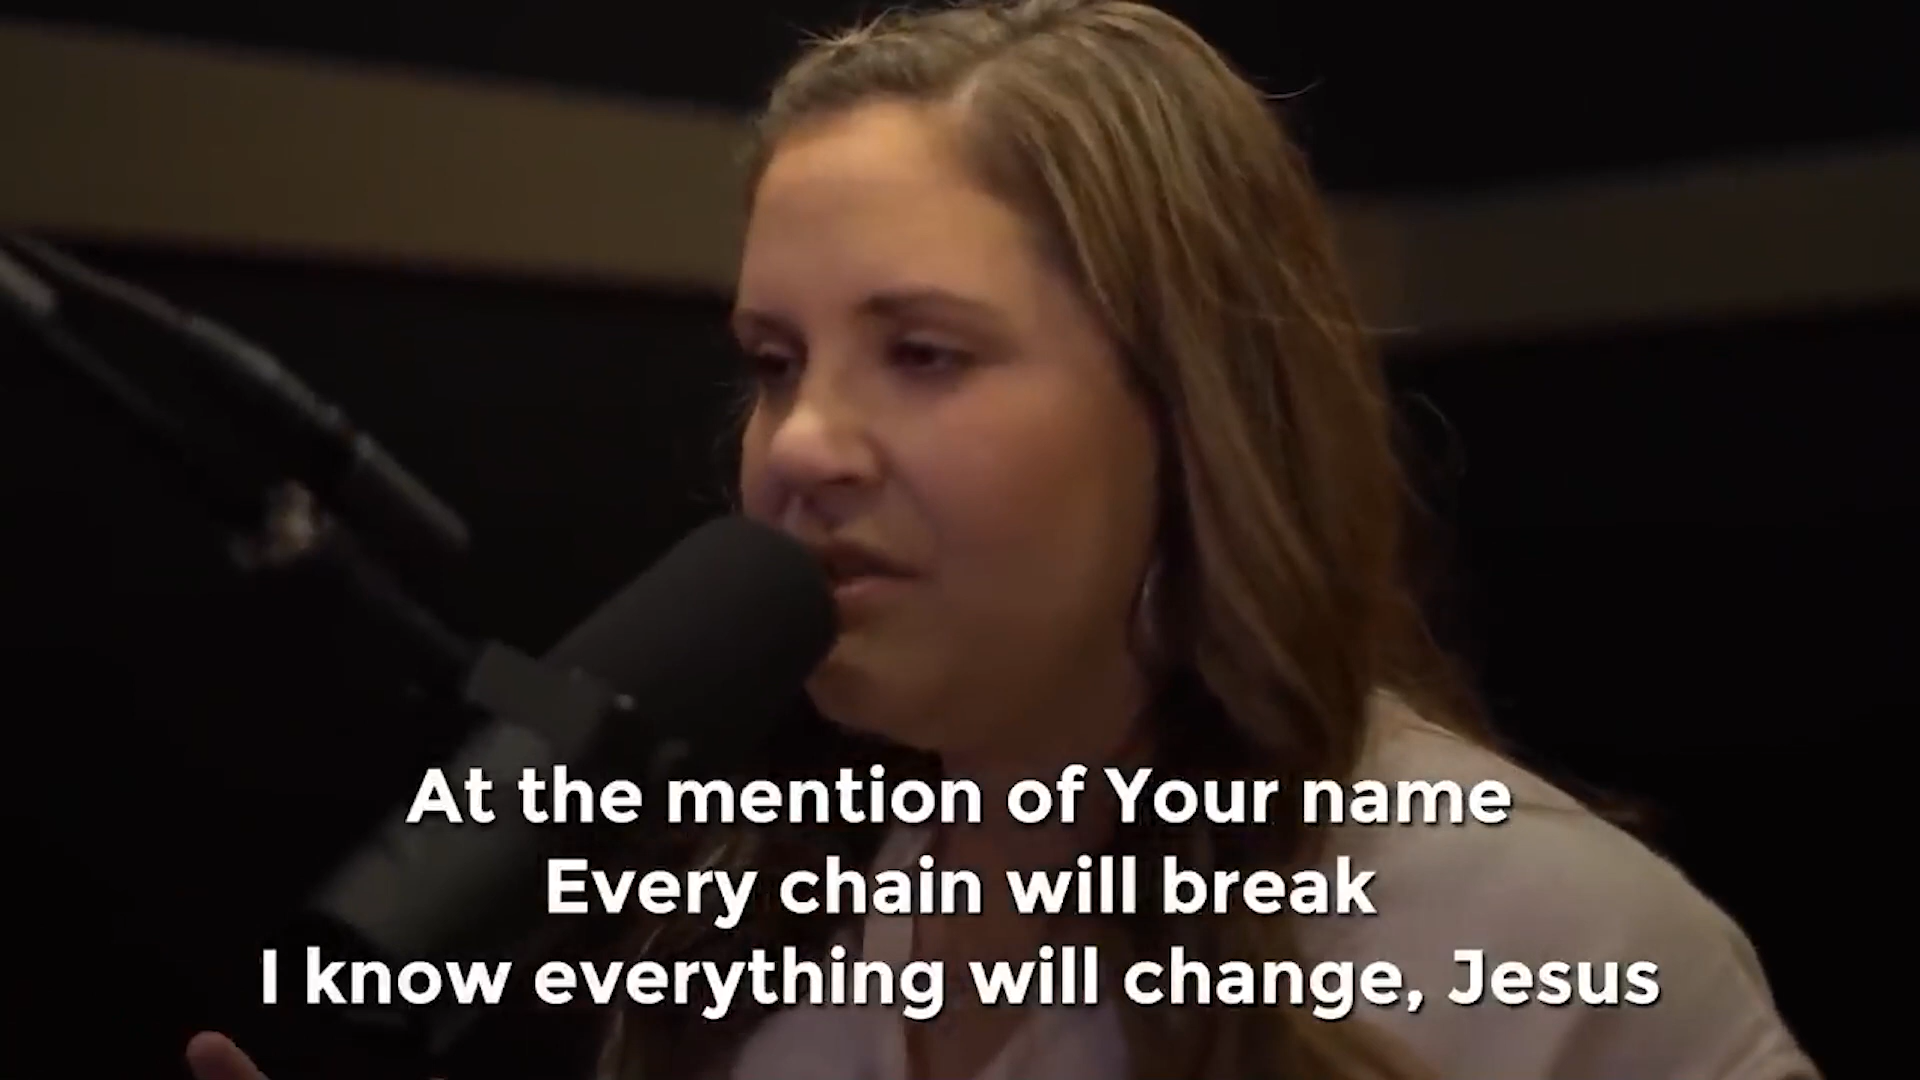 At the mention of Your name
Every chain will break
I know everything will change, Jesus